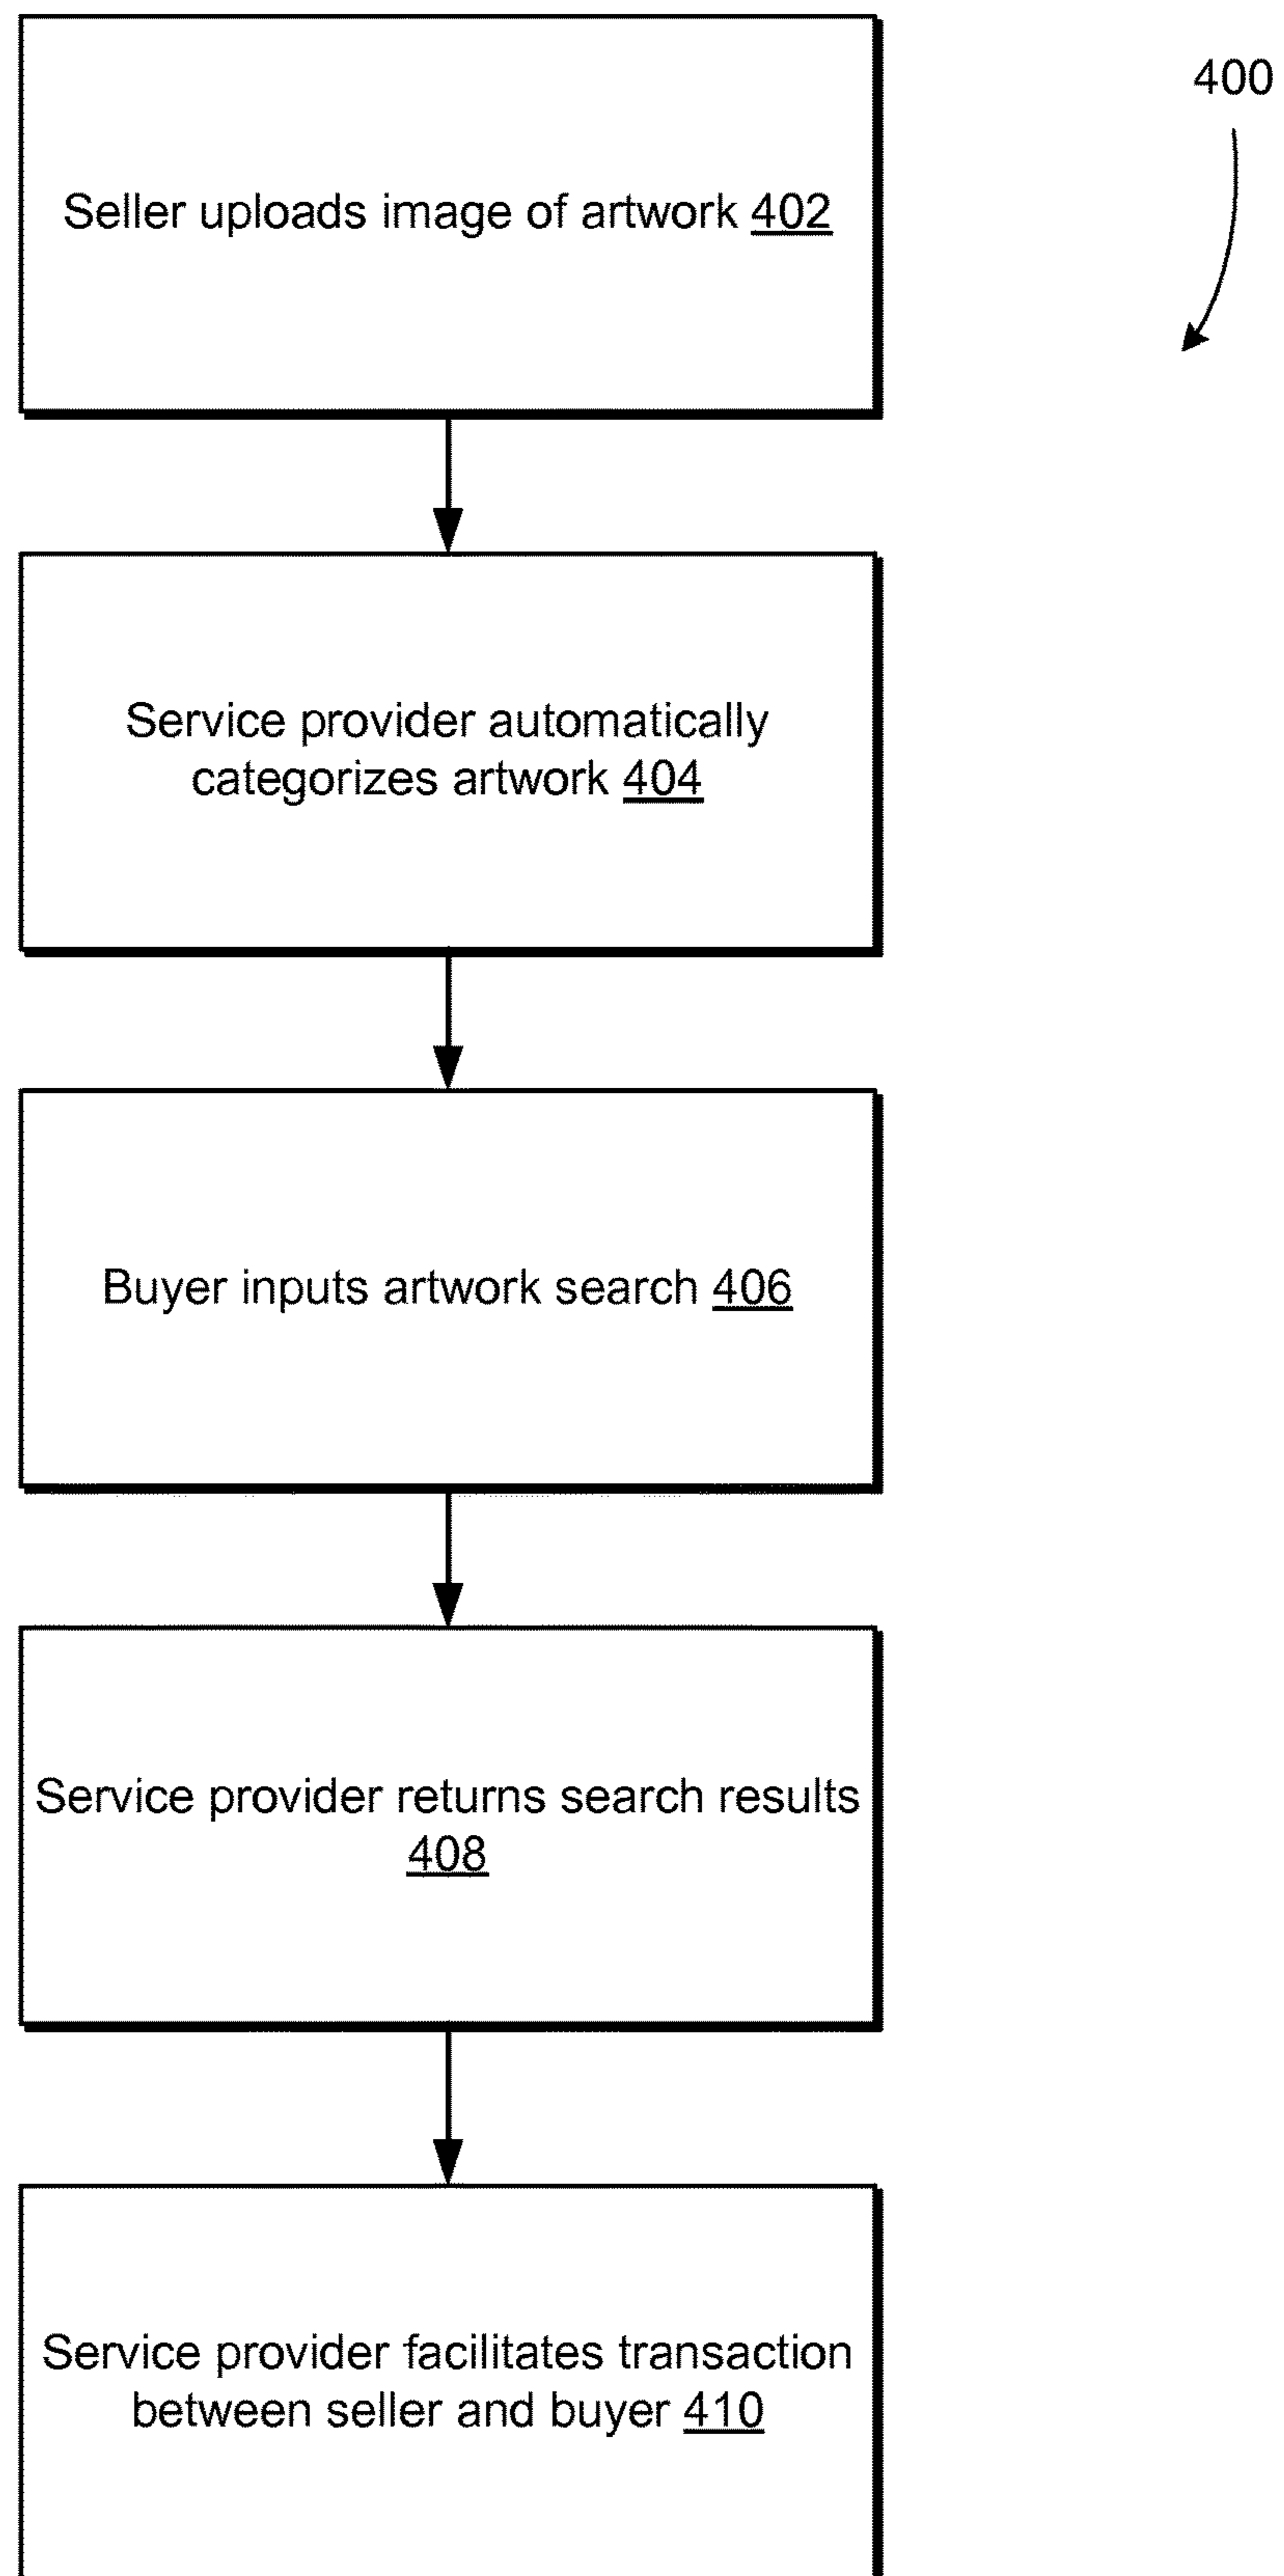 400
Seller uploads image of artwork 402
Service provider automatically
categorizes artwork 404
Buyer inputs artwork search 406
Service provider returns search results
408
Service provider facilitates transaction
between seller and buyer 410